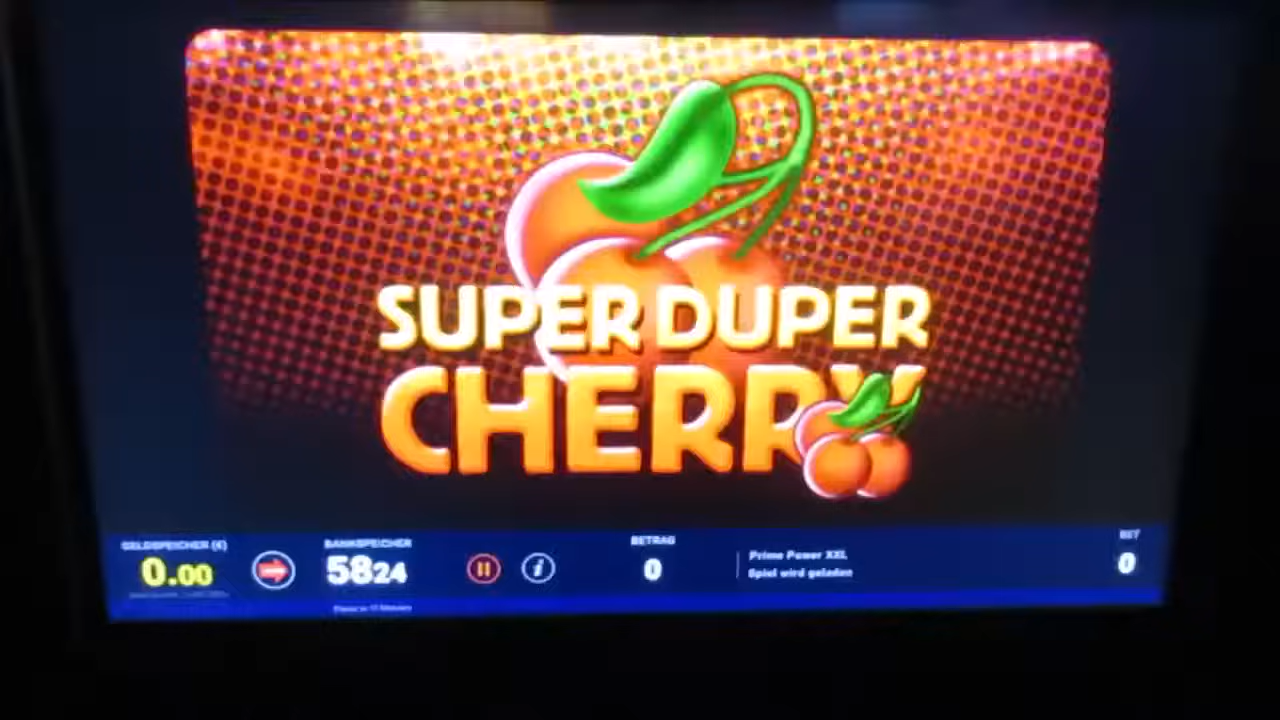 SUPER DUPER
CHERRY
GELDSPEICHER (€)
0.00
BANKSPEICHER
5824
BETRAG
0
Prime Power XXL
Spiel wird geladen
BET
0